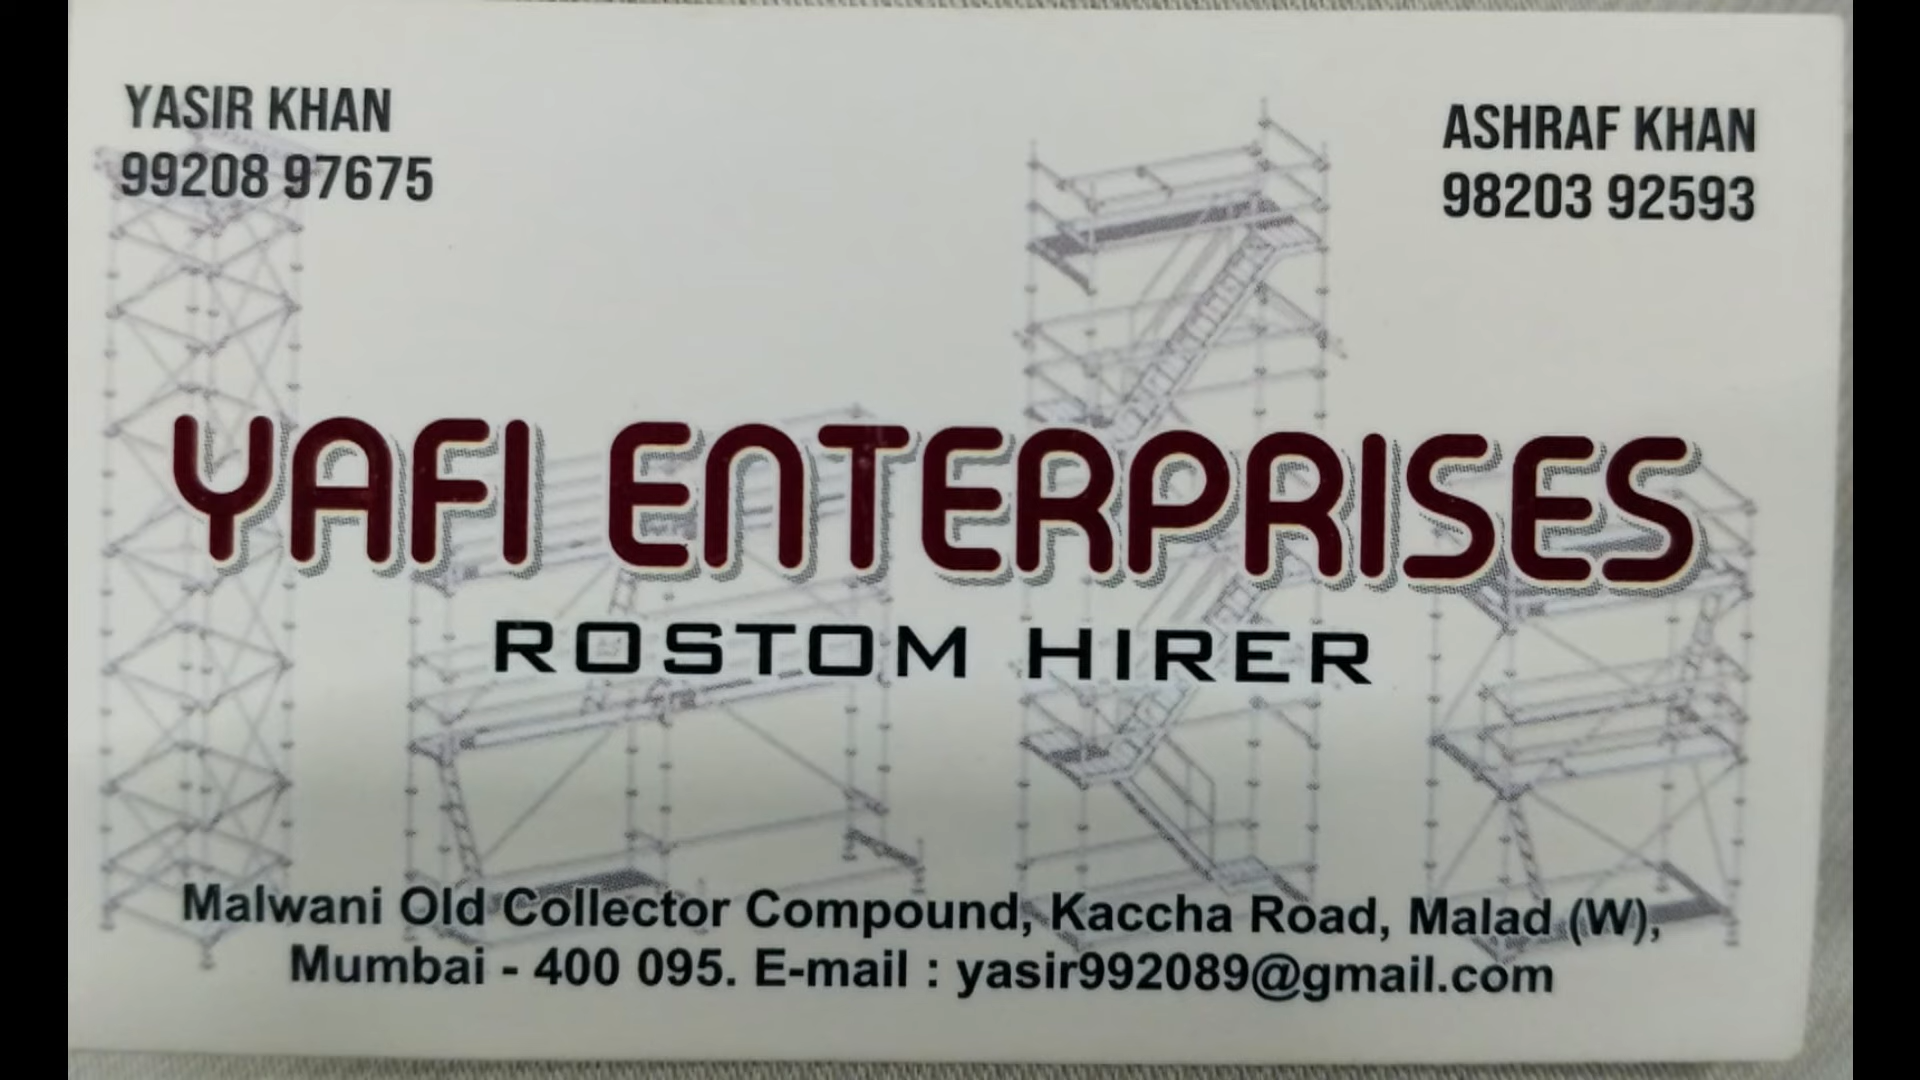 YASIR KHAN
99208 97675
ASHRAF KHAN
98203 92593
YAFI ENTERPRISES
ROSTOM HIRER
Malwani Old Collector Compound, Kaccha Road, Malad (W),
Mumbai - 400 095. E-mail : yasir992089@gmail.com